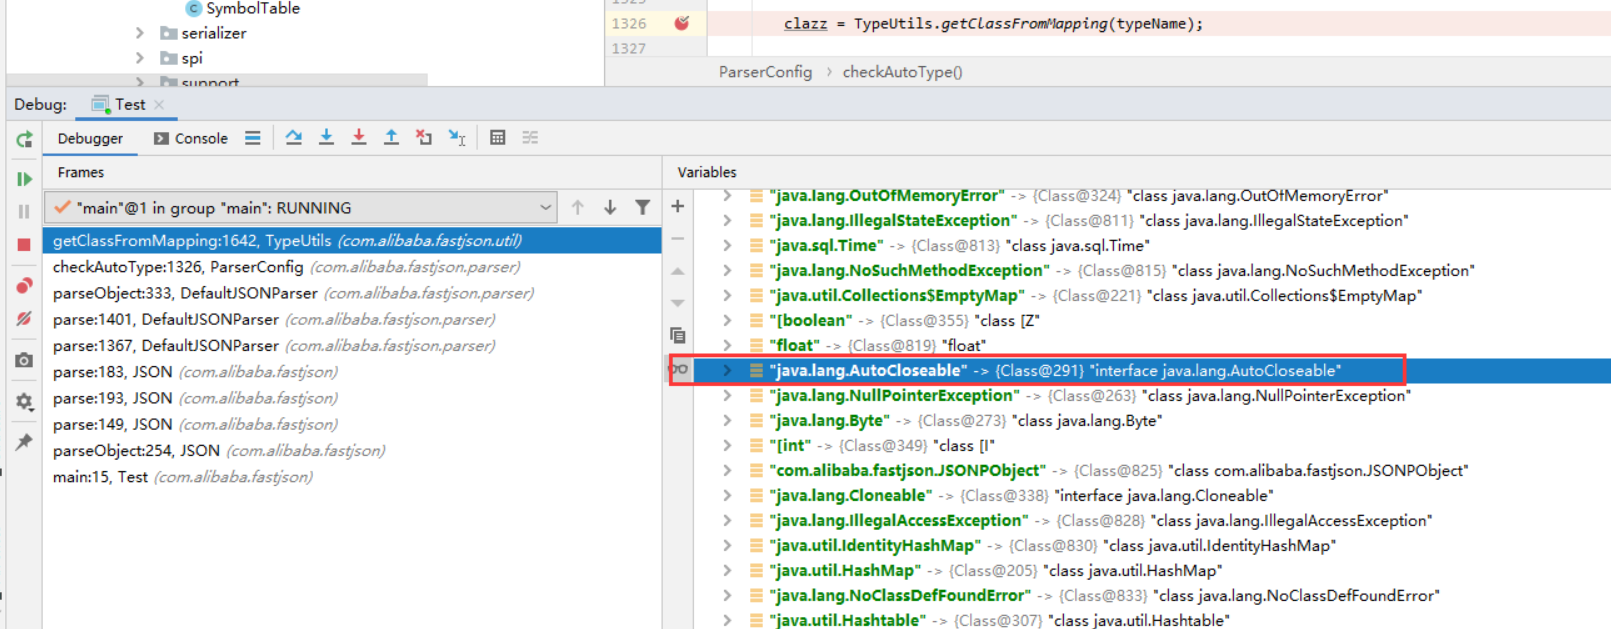 SymbolTable
serializer
spi
support
1325
1326 clazz = TypeUtils.getClassFromMapping(typeName);
1327
ParserConfig › checkAutoType()
Debug: Test
Debugger Console
Frames
Variables
"main"@1 in group "main": RUNNING
getClassFromMapping:1642, TypeUtils (com.alibaba.fastjson.util)
checkAutoType:1326, ParserConfig (com.alibaba.fastjson.parser)
parseObject:333, DefaultJSONParser (com.alibaba.fastjson.parser)
parse:1401, DefaultJSONParser (com.alibaba.fastjson.parser)
parse:1367, DefaultJSONParser (com.alibaba.fastjson.parser)
parse:183, JSON (com.alibaba.fastjson)
parse:193, JSON (com.alibaba.fastjson)
parse:149, JSON (com.alibaba.fastjson)
parseObject:254, JSON (com.alibaba.fastjson)
main:15, Test (com.alibaba.fastjson)
"java.lang.OutOfMemoryError" -> {Class@324} "class java.lang.OutOfMemoryError"
"java.lang.IllegalStateException" -> {Class@811} "class java.lang.IllegalStateException"
"java.sql.Time" -> {Class@813} "class java.sql.Time"
"java.lang.NoSuchMethodException" -> {Class@815} "class java.lang.NoSuchMethodException"
"java.util.Collections$EmptyMap" -> {Class@221} "class java.util.Collections$EmptyMap"
"[boolean" -> {Class@355} "class [Z"
"float" -> {Class@819} "float"
"java.lang.AutoCloseable" -> {Class@291} "interface java.lang.AutoCloseable"
"java.lang.NullPointerException" -> {Class@263} "class java.lang.NullPointerException"
"java.lang.Byte" -> {Class@273} "class java.lang.Byte"
"[int" -> {Class@349} "class [I"
"com.alibaba.fastjson.JSONPObject" -> {Class@825} "class com.alibaba.fastjson.JSONPObject"
"java.lang.Cloneable" -> {Class@338} "interface java.lang.Cloneable"
"java.lang.IllegalAccessException" -> {Class@828} "class java.lang.IllegalAccessException"
"java.util.IdentityHashMap" -> {Class@830} "class java.util.IdentityHashMap"
"java.util.HashMap" -> {Class@205} "class java.util.HashMap"
"java.lang.NoClassDefFoundError" -> {Class@833} "class java.lang.NoClassDefFoundError"
"java.util.Hashtable" -> {Class@307} "class java.util.Hashtable"